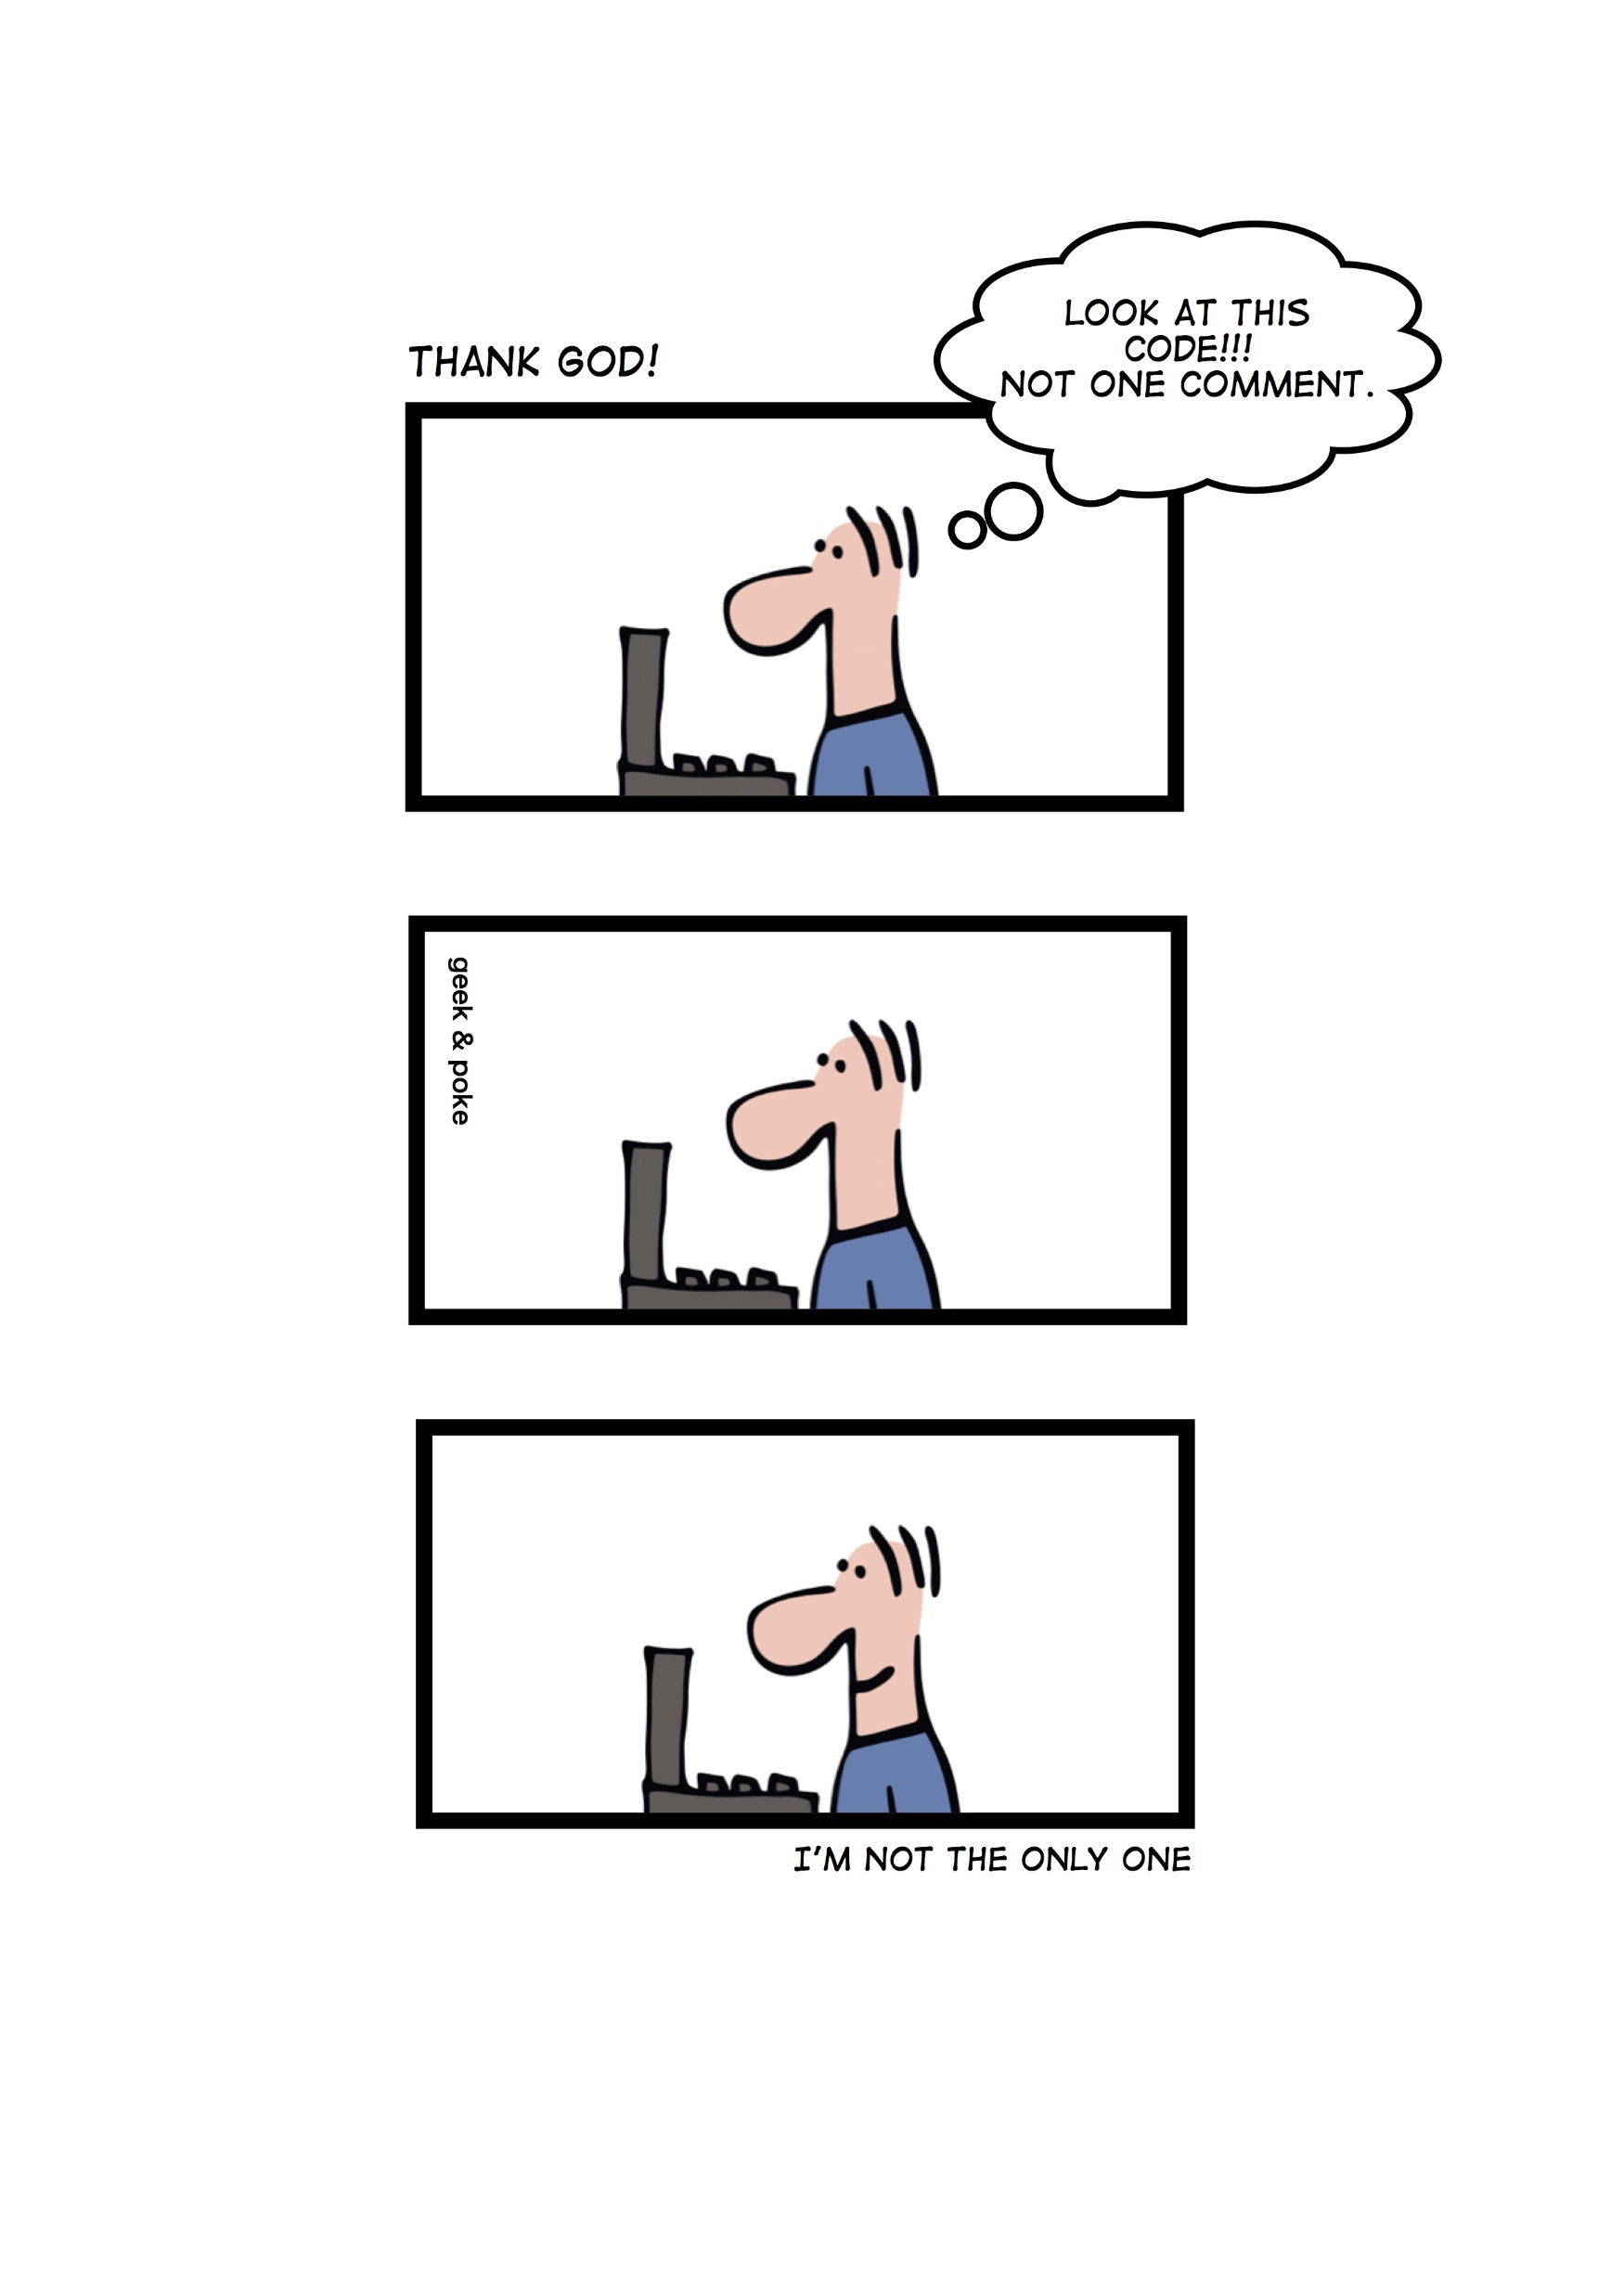 THANK GOD!
LOOK AT THIS
CODE!!!
NOT ONE COMMENT.
geek & poke
I'M NOT THE ONLY ONE